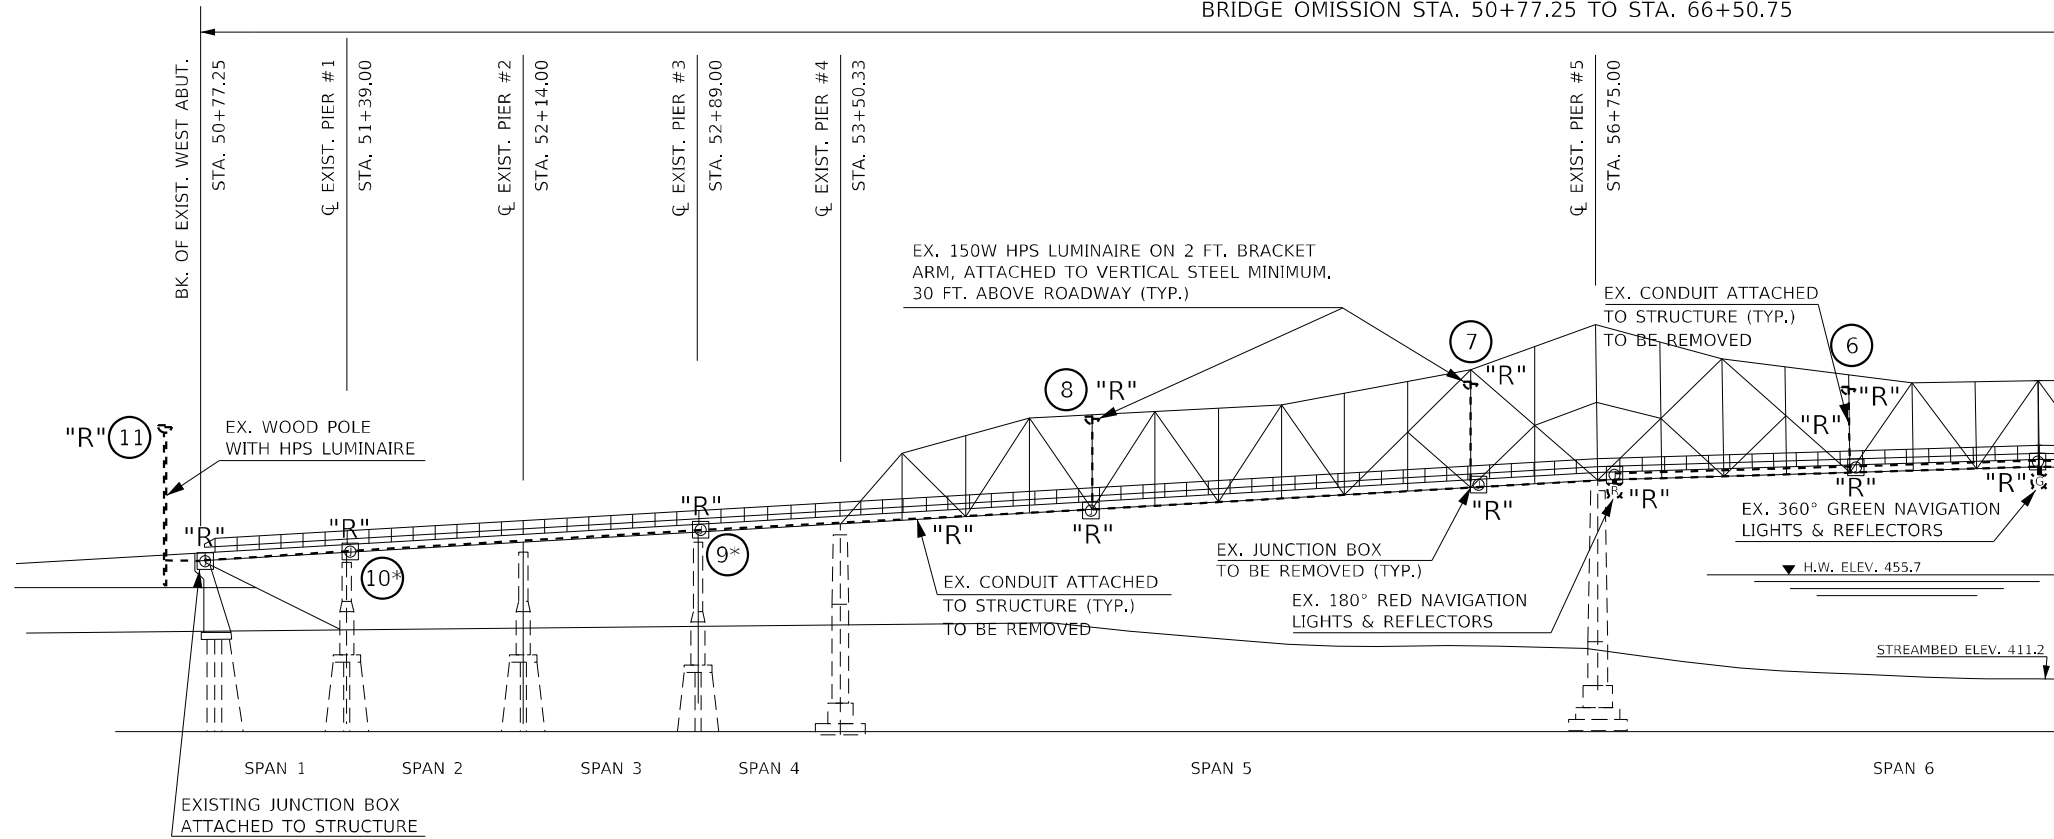 BRIDGE OMISSION STA. 50+77.25 TO STA. 66+50.75
BK. OF EXIST. WEST ABUT.
STA. 50+77.25
℄ EXIST. PIER #1
STA. 51+39.00
℄ EXIST. PIER #2
STA. 52+14.00
℄ EXIST. PIER #3
STA. 52+89.00
℄ EXIST. PIER #4
STA. 53+50.33
℄ EXIST. PIER #5
STA. 56+75.00
EX. 150W HPS LUMINAIRE ON 2 FT. BRACKET
ARM, ATTACHED TO VERTICAL STEEL MINIMUM,
30 FT. ABOVE ROADWAY (TYP.)
EX. CONDUIT ATTACHED
TO STRUCTURE (TYP.)
TO BE REMOVED
7
"R"
6
"R"
"R"
8
"R"
"R"
11
EX. WOOD POLE
WITH HPS LUMINAIRE
"R"
"R"
10*
"R"
9*
"R"
"R"
"R"
"R"
R
"R"
"R"
G
EX. 360° GREEN NAVIGATION
LIGHTS & REFLECTORS
EX. JUNCTION BOX
TO BE REMOVED (TYP.)
EX. CONDUIT ATTACHED
TO STRUCTURE (TYP.)
TO BE REMOVED
EX. 180° RED NAVIGATION
LIGHTS & REFLECTORS
H.W. ELEV. 455.7
STREAMBED ELEV. 411.2
SPAN 1
SPAN 2
SPAN 3
SPAN 4
SPAN 5
SPAN 6
EXISTING JUNCTION BOX
ATTACHED TO STRUCTURE